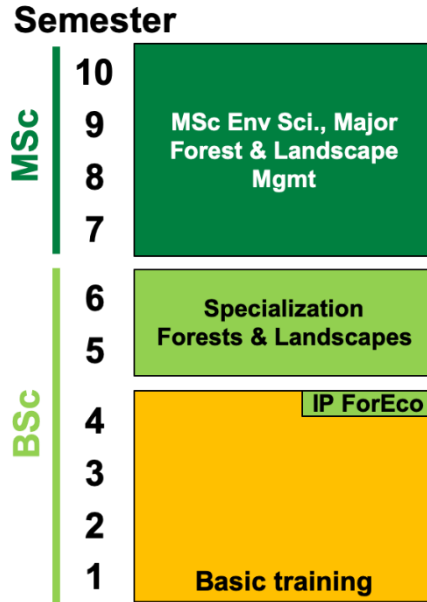 Semester
MSc
10
9
8
7
MSc Env Sci., Major
Forest & Landscape
Mgmt
BSc
6
5
Specialization
Forests & Landscapes
4
3
2
1
IP ForEco
Basic training